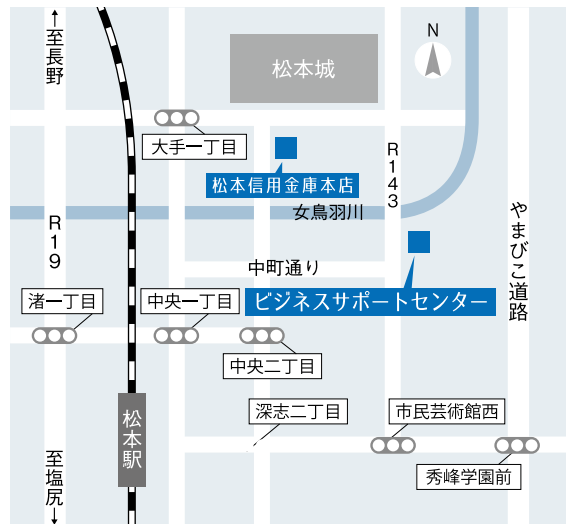 ←至長野
松本城
N
大手一丁目
R143
松本信用金庫本店
女鳥羽川
やまびこ道路
R19
中町通り
ビジネスサポートセンター
渚一丁目
中央一丁目
中央二丁目
深志二丁目
市民芸術館西
松本駅
秀峰学園前
至塩尻→